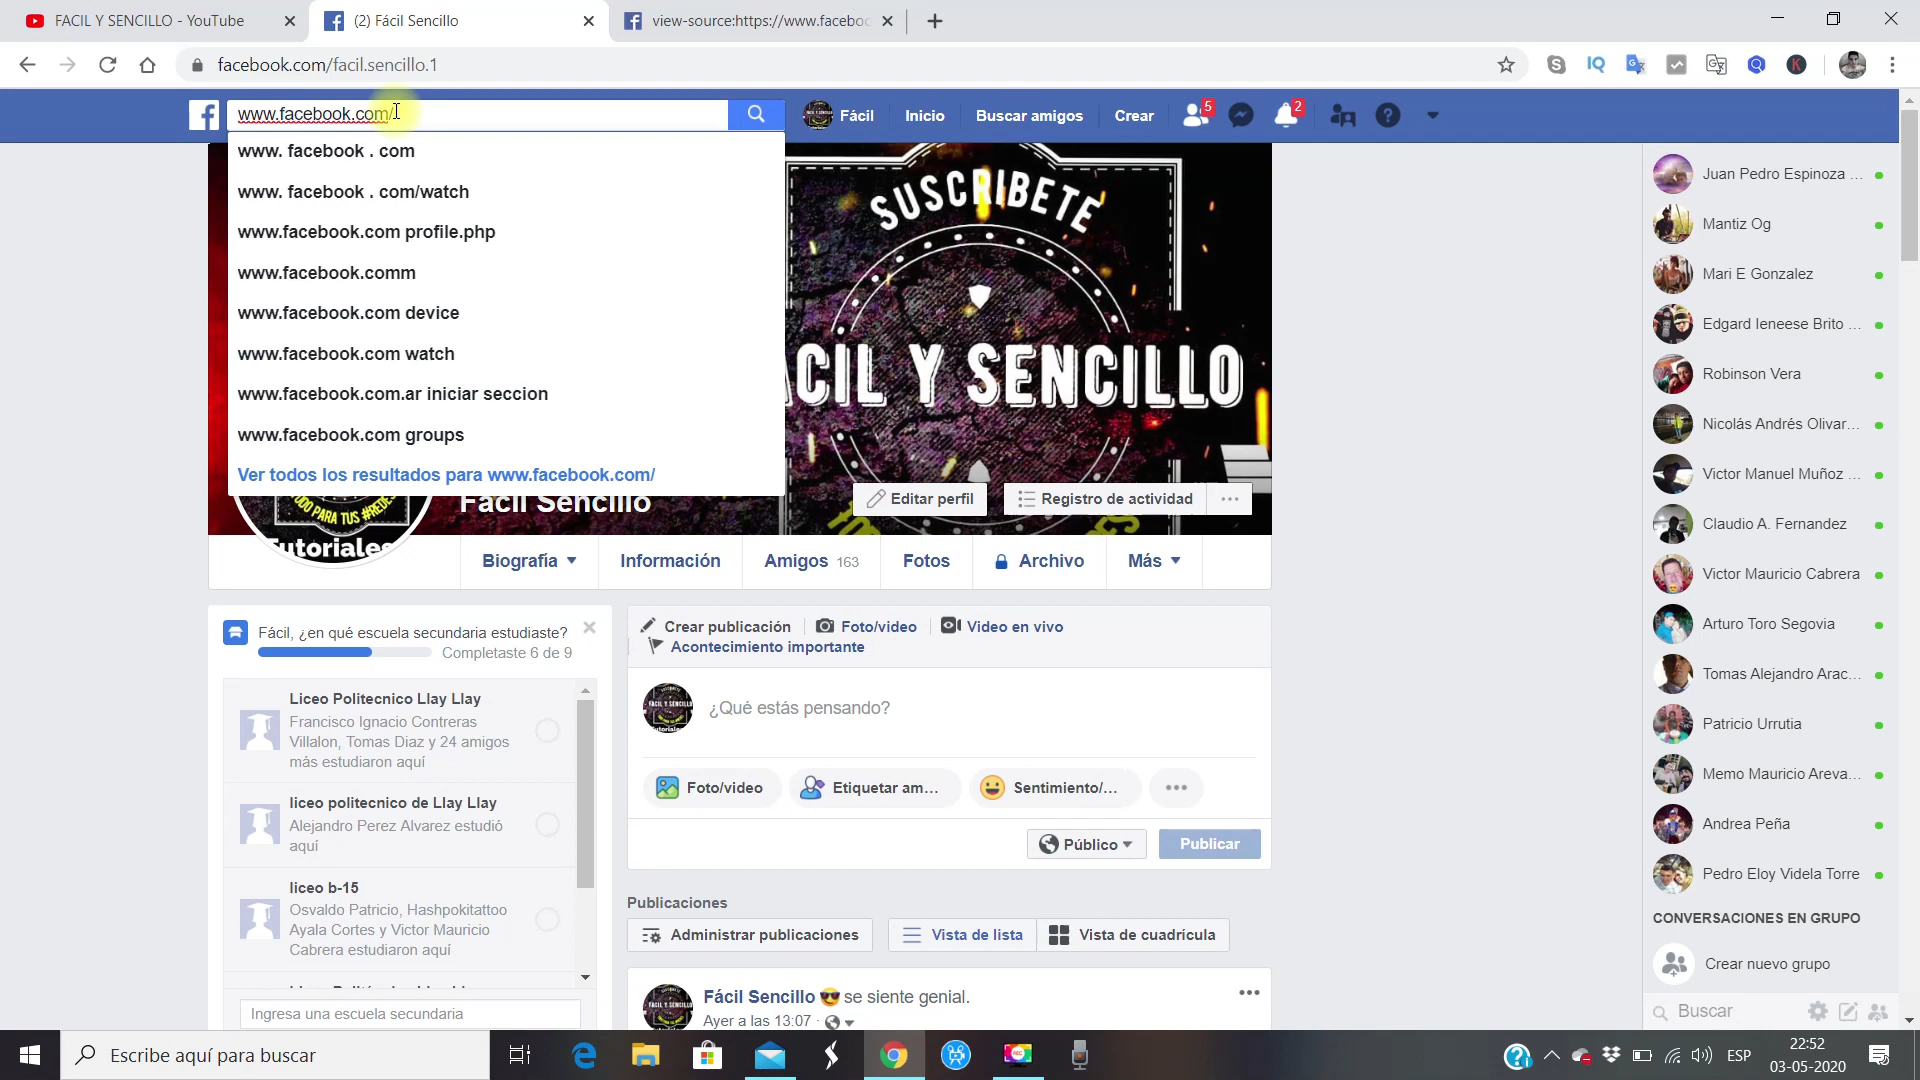 FACIL Y SENCILLO - YouTube
(2) Fácil Sencillo
view-source:https://www.faceboo
facebook.com/facil.sencillo.1
IQ
K
www.facebook.com/
Fácil
Inicio
Buscar amigos
Crear
5
2
www. facebook . com
www. facebook . com/watch
www.facebook.com profile.php
www.facebook.comm
www.facebook.com device
www.facebook.com watch
www.facebook.com.ar iniciar seccion
www.facebook.com groups
Ver todos los resultados para www.facebook.com/
SUSCRIBETE
ACIL Y SENCILLO
Fácil Sencillo
Editar perfil
Registro de actividad
TODO PARA TUS #REDES
Tutoriales
Biografía
Información
Amigos 163
Fotos
Archivo
Más
Fácil, ¿en qué escuela secundaria estudiaste?
Completaste 6 de 9
Liceo Politecnico Llay Llay
Francisco Ignacio Contreras
Villalon, Tomas Diaz y 24 amigos
más estudiaron aquí
liceo politecnico de Llay Llay
Alejandro Perez Alvarez estudió
aquí
liceo b-15
Osvaldo Patricio, Hashpokitattoo
Ayala Cortes y Victor Mauricio
Cabrera estudiaron aquí
Ingresa una escuela secundaria
Crear publicación
Foto/video
Video en vivo
Acontecimiento importante
¿Qué estás pensando?
Foto/video
Etiquetar am...
Sentimiento/...
Público
Publicar
Publicaciones
Administrar publicaciones
Vista de lista
Vista de cuadrícula
Fácil Sencillo 😎 se siente genial.
Ayer a las 13:07 ·
Juan Pedro Espinoza ...
Mantiz Og
Mari E Gonzalez
Edgard Ieneese Brito ...
Robinson Vera
Nicolás Andrés Olivar...
Victor Manuel Muñoz ...
Claudio A. Fernandez
Victor Mauricio Cabrera
Arturo Toro Segovia
Tomas Alejandro Arac...
Patricio Urrutia
Memo Mauricio Areva...
Andrea Peña
Pedro Eloy Videla Torre
CONVERSACIONES EN GRUPO
Crear nuevo grupo
Buscar
Escribe aquí para buscar
ESP
22:52
03-05-2020